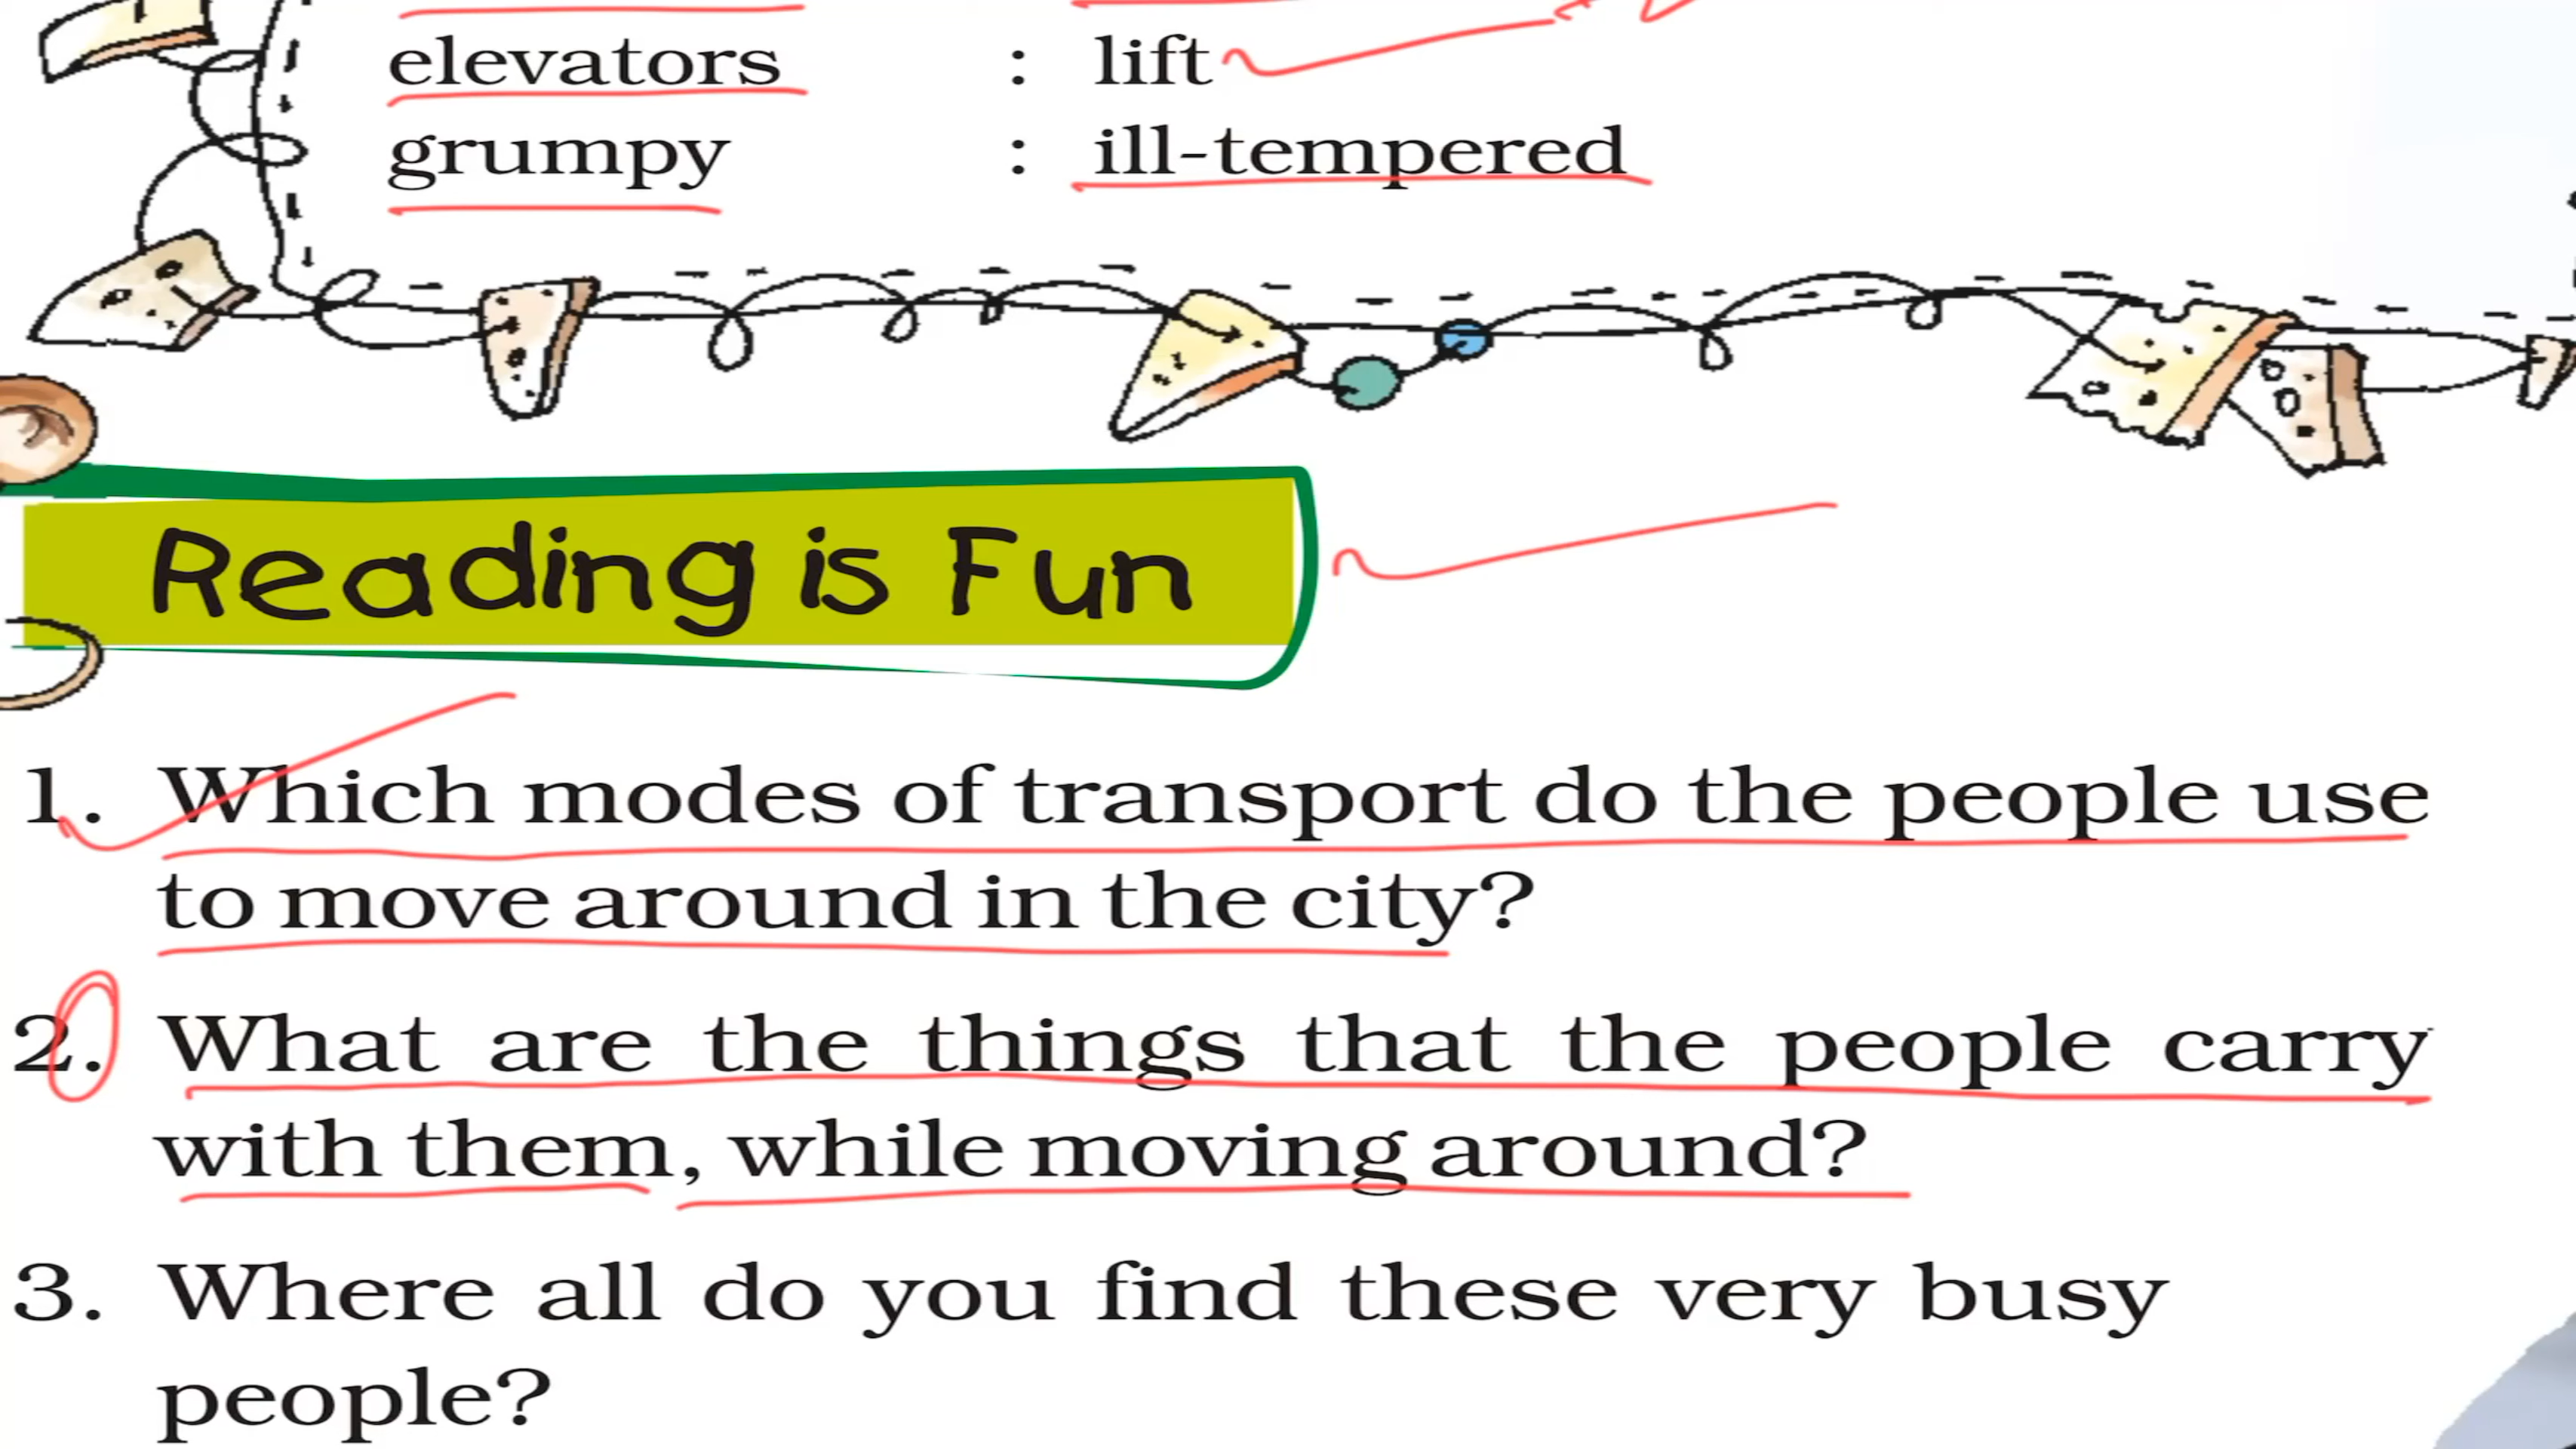 elevators : lift
grumpy : ill-tempered
Reading is Fun
1. Which modes of transport do the people use
to move around in the city?
2. What are the things that the people carry
with them, while moving around?
3. Where all do you find these very busy
people?